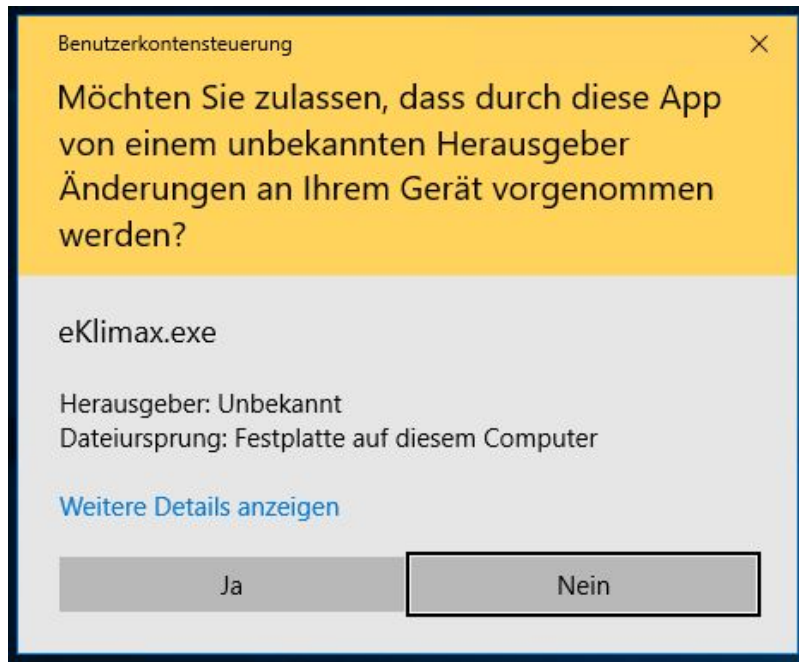 Benutzerkontensteuerung
Möchten Sie zulassen, dass durch diese App
von einem unbekannten Herausgeber
Änderungen an Ihrem Gerät vorgenommen
werden?
eKlimax.exe
Herausgeber: Unbekannt
Dateiursprung: Festplatte auf diesem Computer
Weitere Details anzeigen
Ja Nein